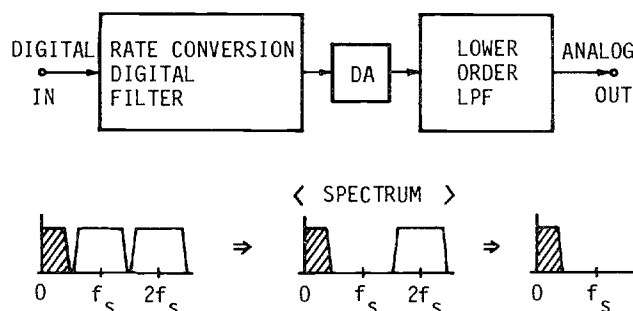 DIGITAL
IN
RATE CONVERSION
DIGITAL
FILTER
DA
LOWER
ORDER
LPF
ANALOG
OUT
< SPECTRUM >
0 fs 2fs ⇒ 0 fs 2fs ⇒ 0 fs